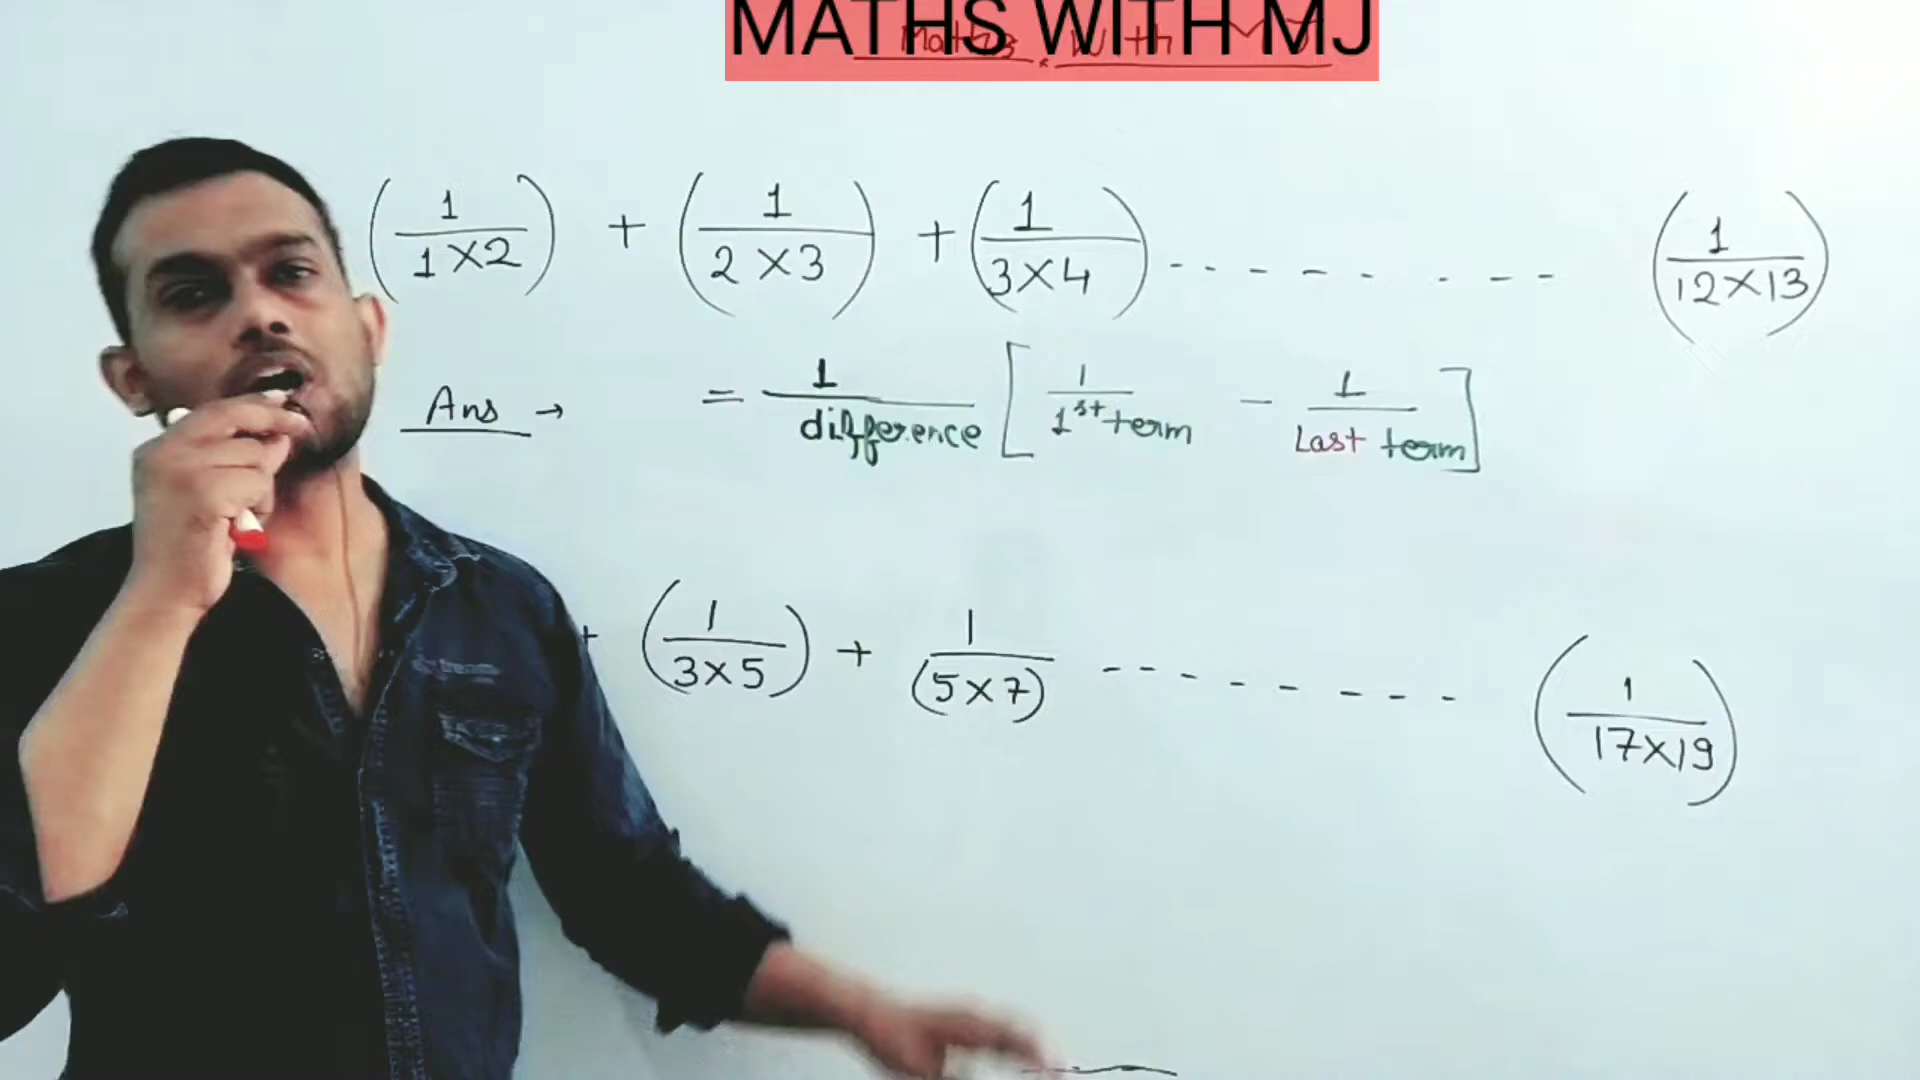 MATHS WITH MJ
Maths With MJ
(1/1×2) + (1/2×3) + (1/3×4) - - - - - - - - (1/12×13)
Ans → = 1/difference [1/1st term - 1/Last term]
+ (1/3×5) + 1/(5×7) - - - - - - - - (1/17×19)